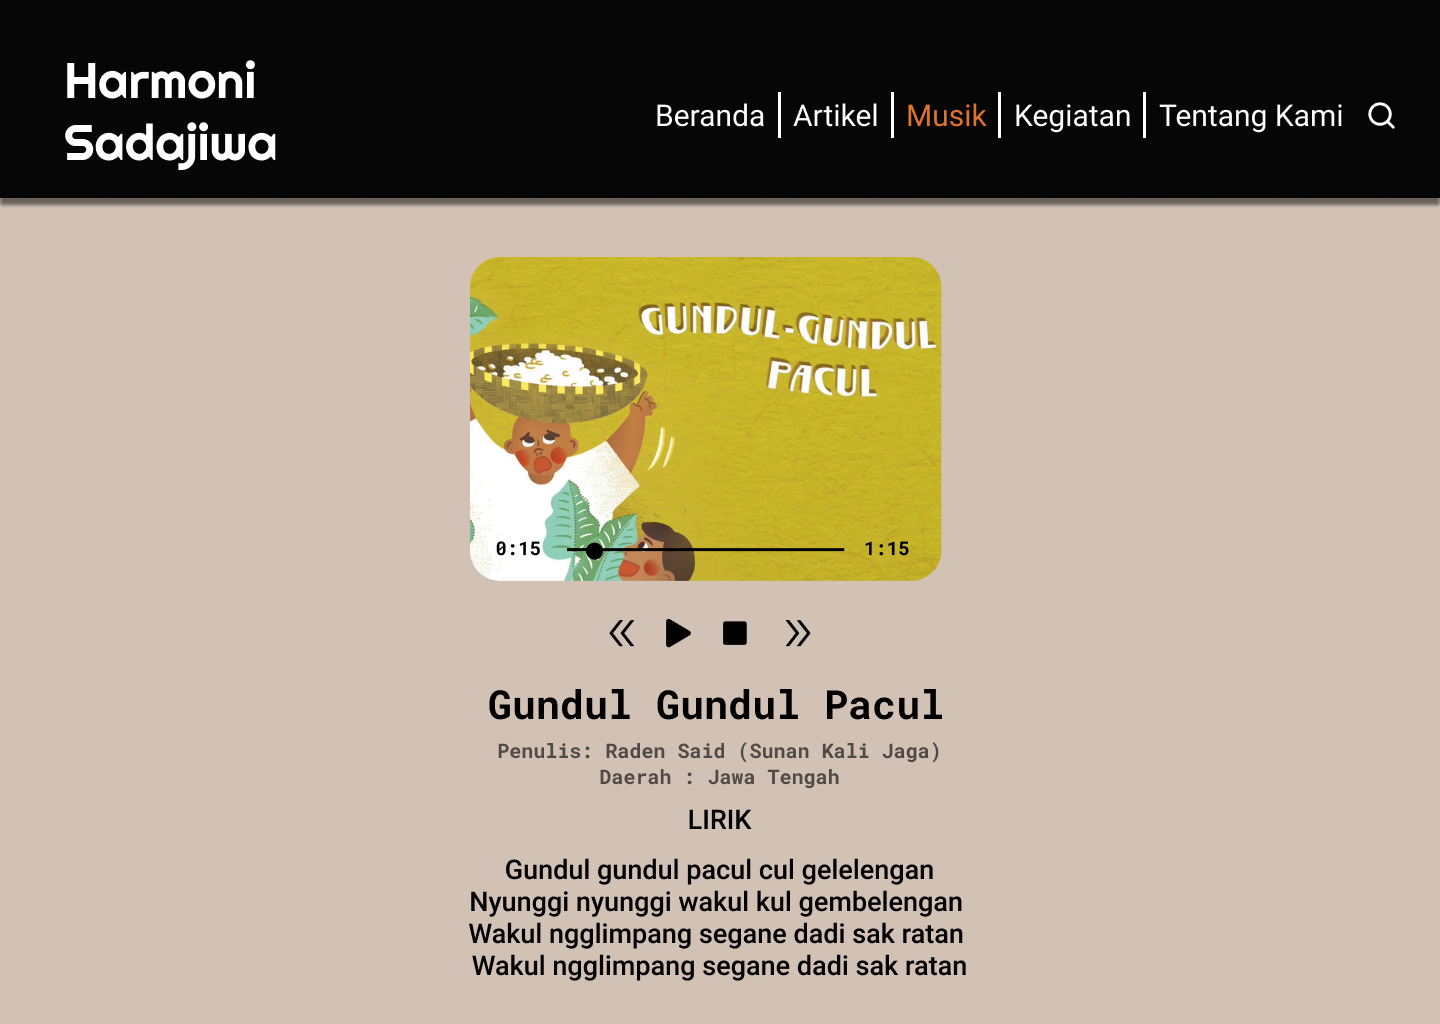 Harmoni
Sadajiwa
Beranda Artikel Musik Kegiatan Tentang Kami
GUNDUL-GUNDUL
PACUL
0:15 1:15
Gundul Gundul Pacul
Penulis: Raden Said (Sunan Kali Jaga)
Daerah : Jawa Tengah
LIRIK
Gundul gundul pacul cul gelelengan
Nyunggi nyunggi wakul kul gembelengan
Wakul ngglimpang segane dadi sak ratan
Wakul ngglimpang segane dadi sak ratan